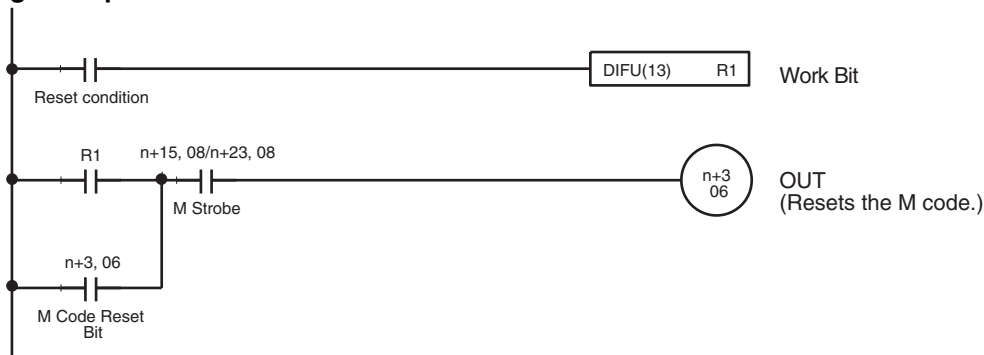 Reset condition
DIFU(13) R1
Work Bit
R1
n+15, 08/n+23, 08
M Strobe
n+3
06
OUT
(Resets the M code.)
n+3, 06
M Code Reset
Bit